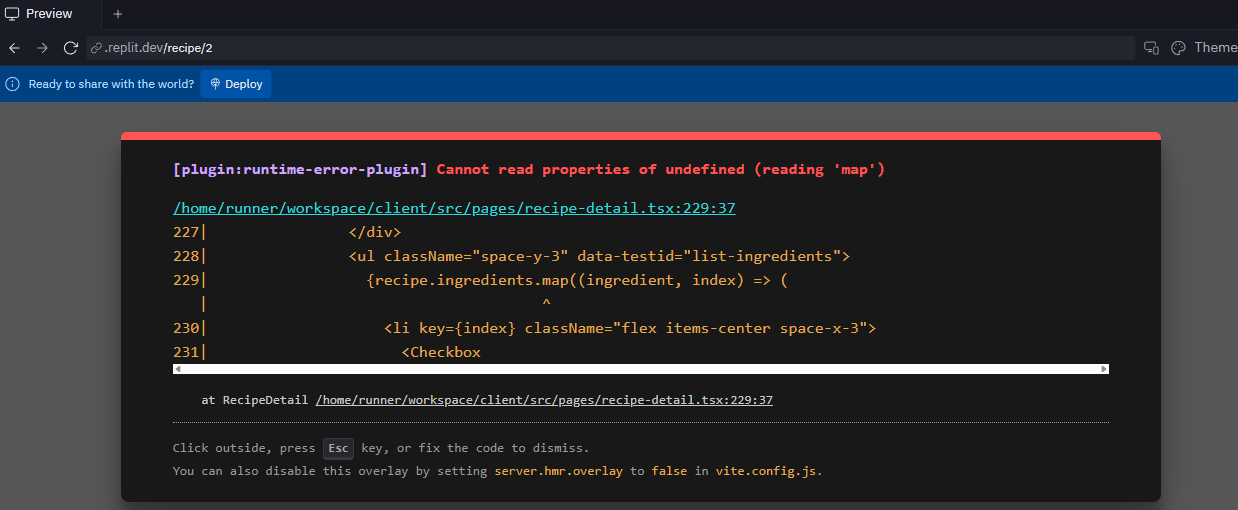 Preview
+
.replit.dev/recipe/2
Theme
Ready to share with the world? Deploy
[plugin:runtime-error-plugin] Cannot read properties of undefined (reading 'map')
/home/runner/workspace/client/src/pages/recipe-detail.tsx:229:37
227|                </div>
228|                <ul className="space-y-3" data-testid="list-ingredients">
229|                  {recipe.ingredients.map((ingredient, index) => (
   |                                     ^
230|                    <li key={index} className="flex items-center space-x-3">
231|                      <Checkbox
at RecipeDetail /home/runner/workspace/client/src/pages/recipe-detail.tsx:229:37
Click outside, press Esc key, or fix the code to dismiss.
You can also disable this overlay by setting server.hmr.overlay to false in vite.config.js.